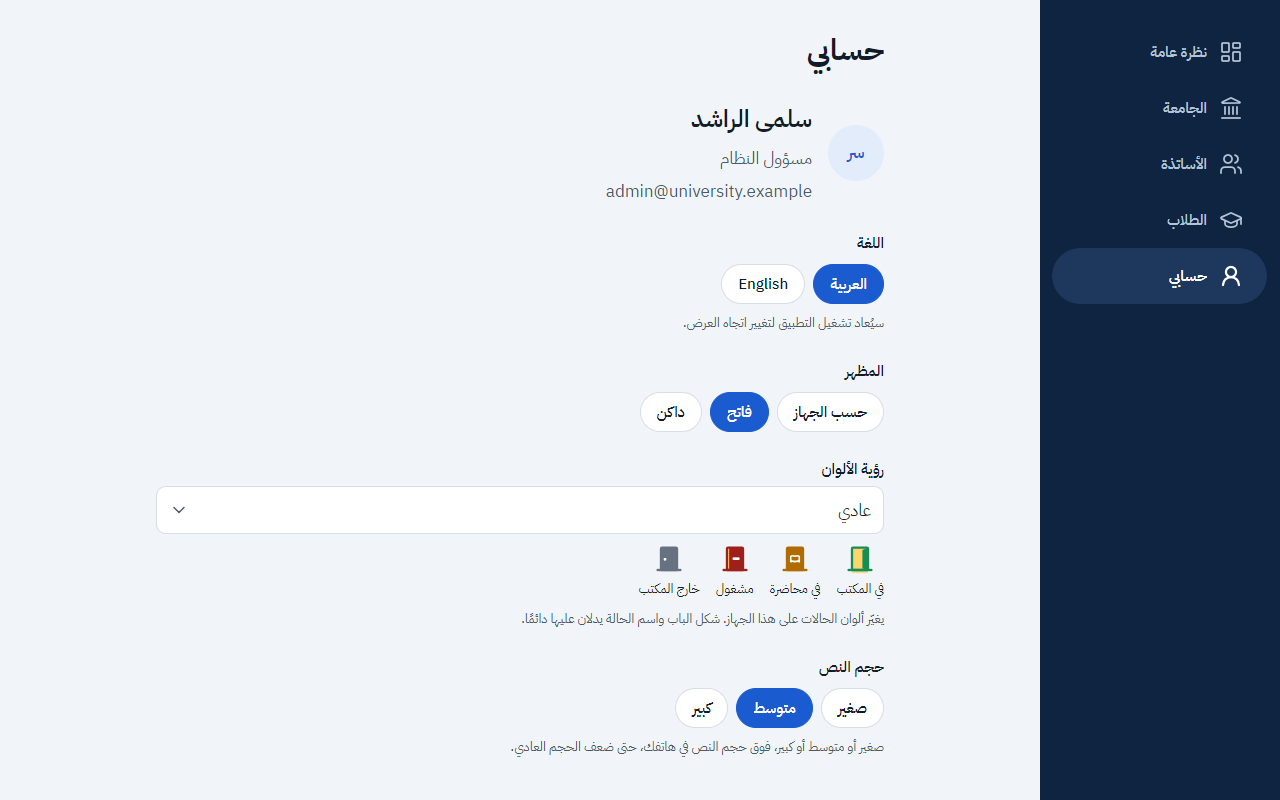 نظرة عامة
الجامعة
الأساتذة
الطلاب
حسابي
حسابي
سر
سلمى الراشد
مسؤول النظام
admin@university.example
اللغة
العربية English
سيُعاد تشغيل التطبيق لتغيير اتجاه العرض.
المظهر
حسب الجهاز فاتح داكن
رؤية الألوان
عادي
في المكتب في محاضرة مشغول خارج المكتب
يغيّر ألوان الحالات على هذا الجهاز. شكل الباب واسم الحالة يدلان عليها دائمًا.
حجم النص
صغير متوسط كبير
صغير أو متوسط أو كبير، فوق حجم النص في هاتفك، حتى ضعف الحجم العادي.